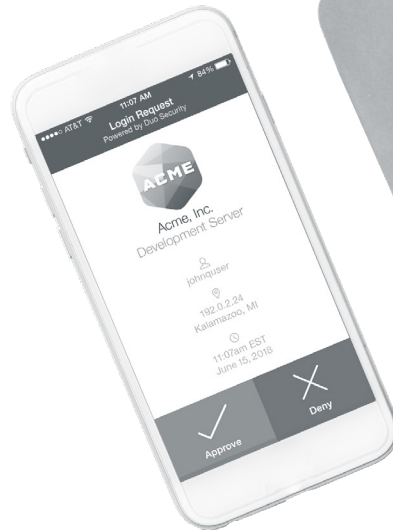 AT&T 11:07 AM 84%
Login Request
Powered by Duo Security
ACME
Acme, Inc.
Development Server
johnquser
192.0.2.24
Kalamazoo, MI
11:07am EST
June 15, 2018
Approve
Deny